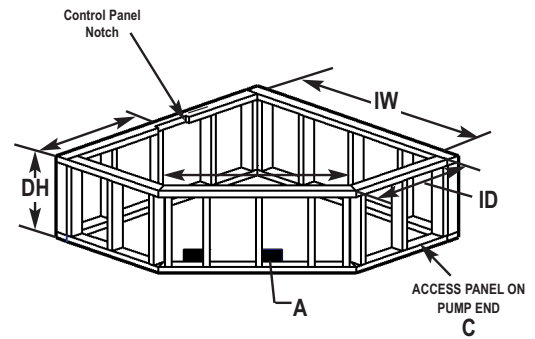 Control Panel
Notch
IW
DH
ID
A
ACCESS PANEL ON
PUMP END
C